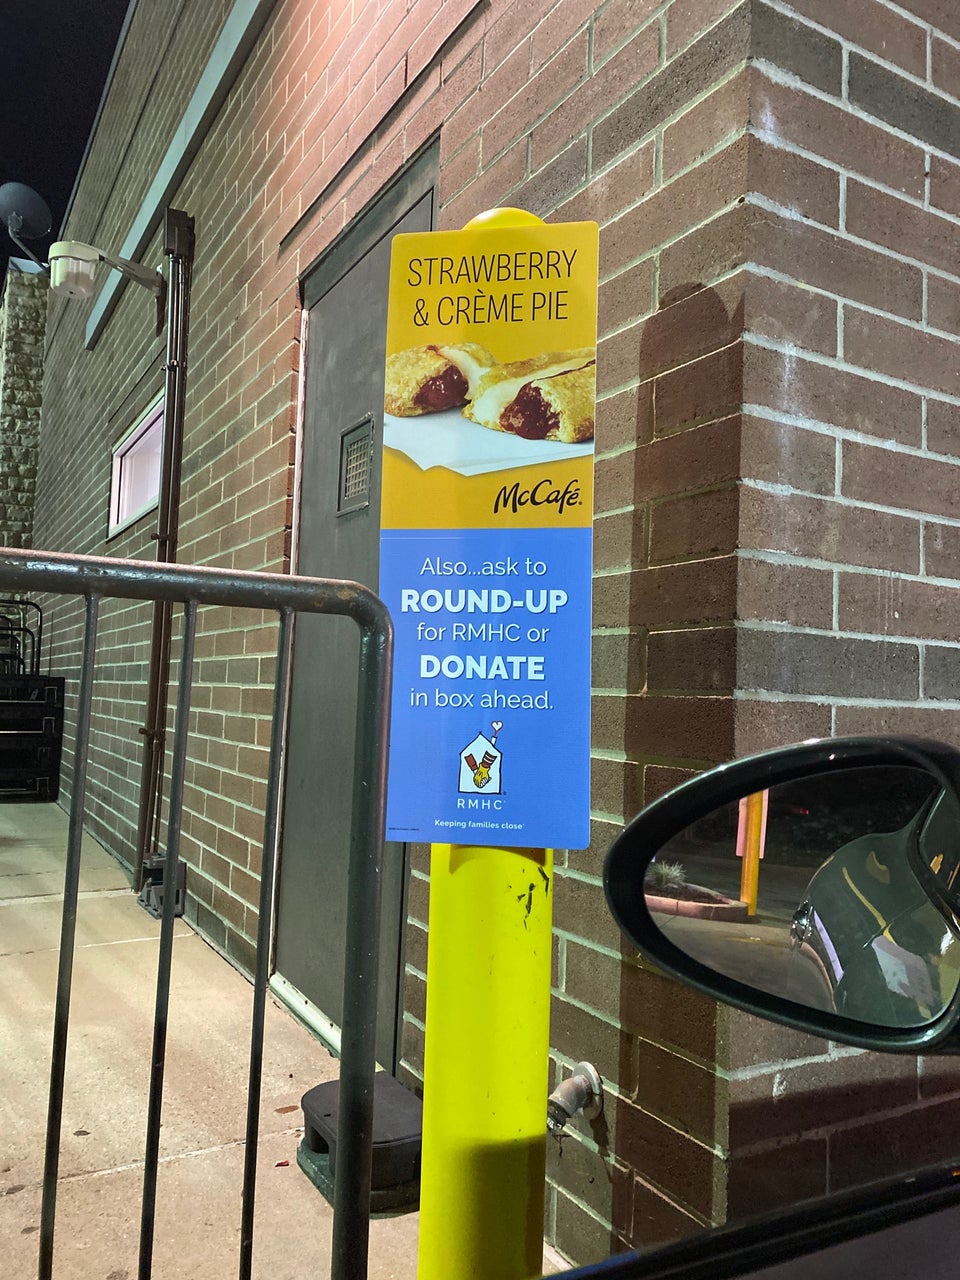 STRAWBERRY
& CRÈME PIE
McCafé®
Also...ask to
ROUND-UP
for RMHC or
DONATE
in box ahead.
RMHC
Keeping families close